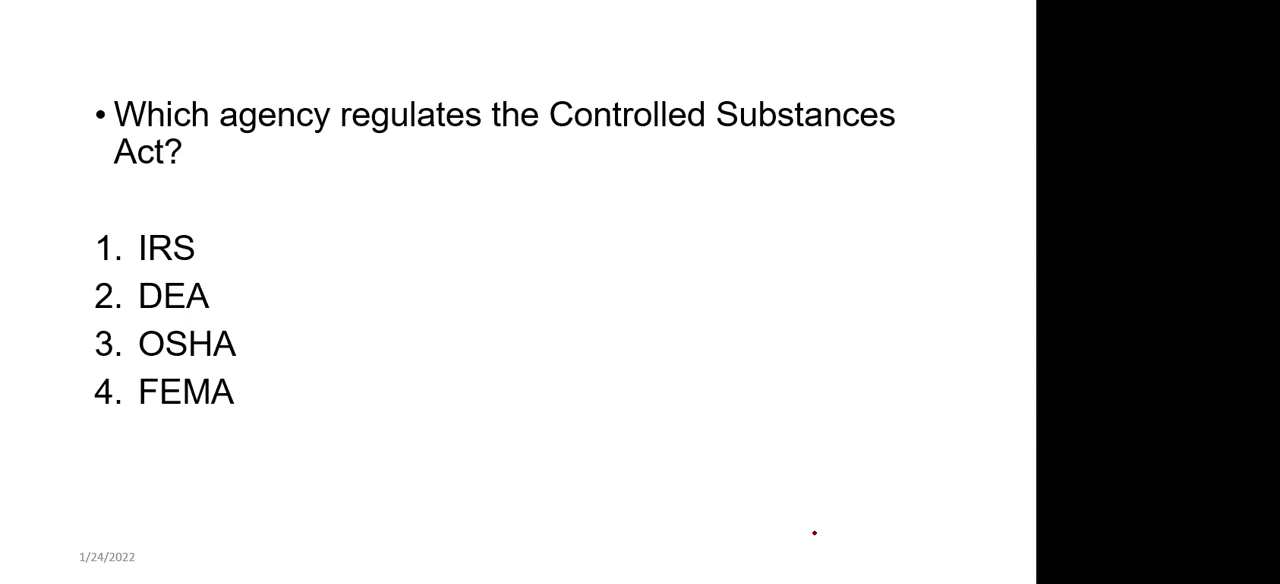 • Which agency regulates the Controlled Substances
Act?
1. IRS
2. DEA
3. OSHA
4. FEMA
1/24/2022